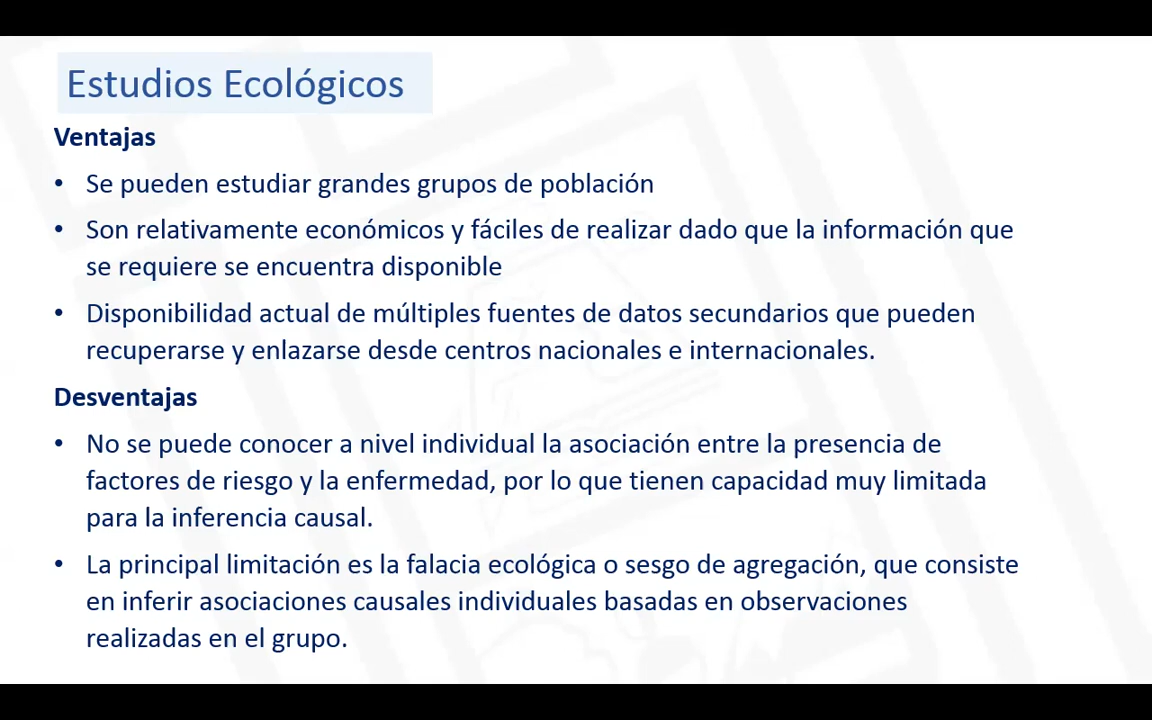 Estudios Ecológicos
Ventajas
• Se pueden estudiar grandes grupos de población
• Son relativamente económicos y fáciles de realizar dado que la información que
se requiere se encuentra disponible
• Disponibilidad actual de múltiples fuentes de datos secundarios que pueden
recuperarse y enlazarse desde centros nacionales e internacionales.
Desventajas
• No se puede conocer a nivel individual la asociación entre la presencia de
factores de riesgo y la enfermedad, por lo que tienen capacidad muy limitada
para la inferencia causal.
• La principal limitación es la falacia ecológica o sesgo de agregación, que consiste
en inferir asociaciones causales individuales basadas en observaciones
realizadas en el grupo.